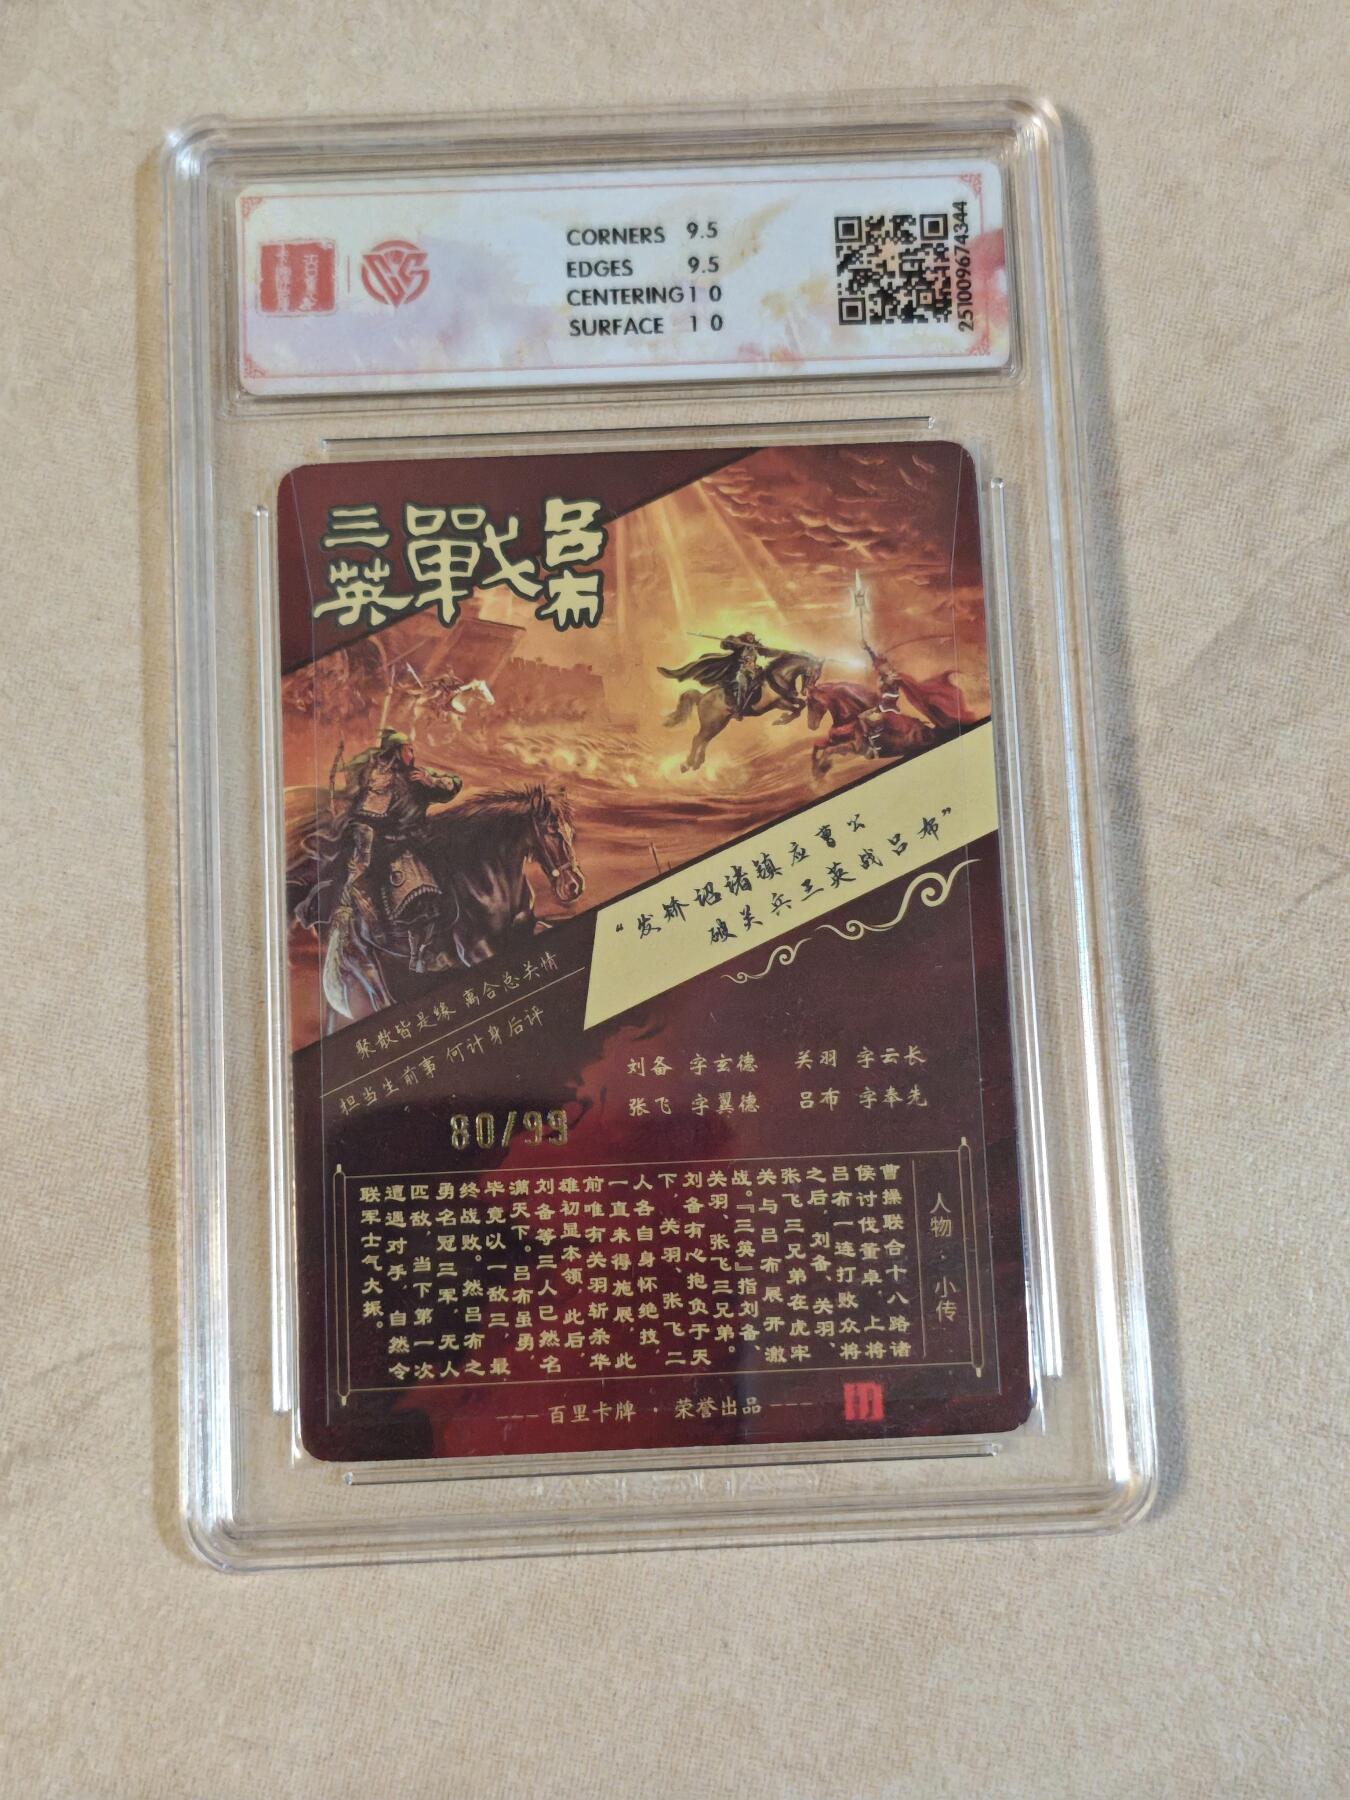 CORNERS 9.5
EDGES 9.5
CENTERING 10
SURFACE 10
2510096743​44
三英戰呂布
“发矫诏诸镇应曹公
破关兵三英战吕布”
聚散皆是缘 离合总关情
担当生前事 何计身后评
刘备 字玄德 关羽 字云长
张飞 字翼德 吕布 字奉先
80/99
人物·小传
曹操联合十八路诸
侯讨伐董卓，上将
吕布一连打败众将
之后，刘备、关羽、
张飞三兄弟在虎牢
关与吕布展开激
战。『三英』指刘备、
关羽、张飞三兄弟。
刘备有心抱负于天
下，关羽、张飞二
人各自身怀绝技，
一直未得施展，此
前唯有关羽斩杀华
雄初显本领，此后，
刘备等三人已然名
满天下。吕布虽勇，
毕竟以一敌三，最
终战败。然吕布之
勇名冠三军，无人
匹敌，当下第一次
遭遇对手，自然令
联军士气大振。
百里卡牌·荣誉出品